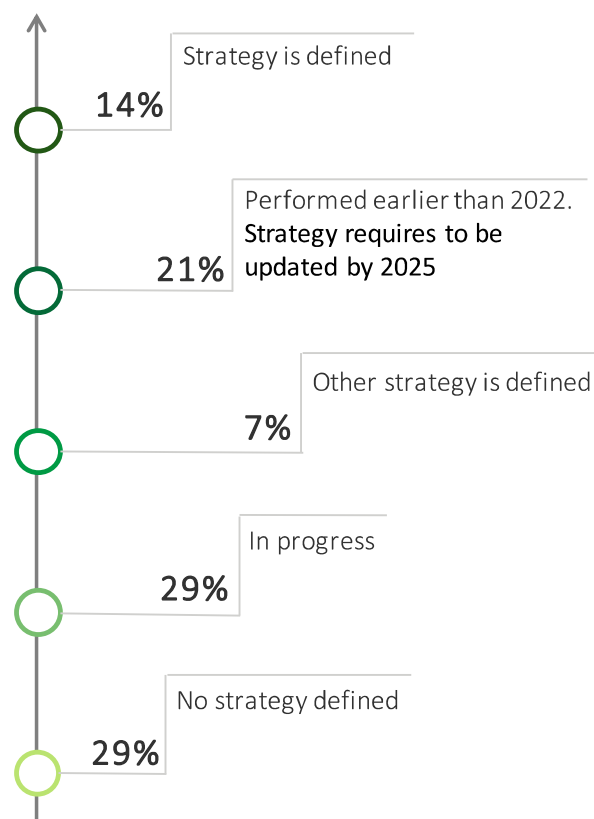 Strategy is defined
14%
Performed earlier than 2022.
Strategy requires to be
updated by 2025
21%
Other strategy is defined
7%
In progress
29%
No strategy defined
29%